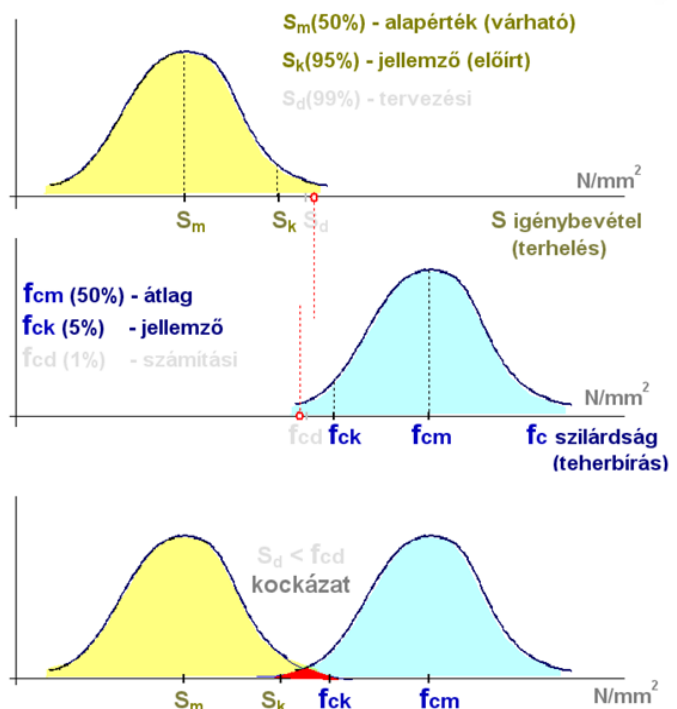 Sm(50%) - alapérték (várható)
Sk(95%) - jellemző (előírt)
Sd(99%) - tervezési
N/mm²
Sm Sk Sd S igénybevétel
(terhelés)
fcm (50%) - átlag
fck (5%) - jellemző
fcd (1%) - számítási
N/mm²
fcd fck fcm fc szilárdság
(teherbírás)
Sd < fcd
kockázat
Sm Sk fck fcm N/mm²